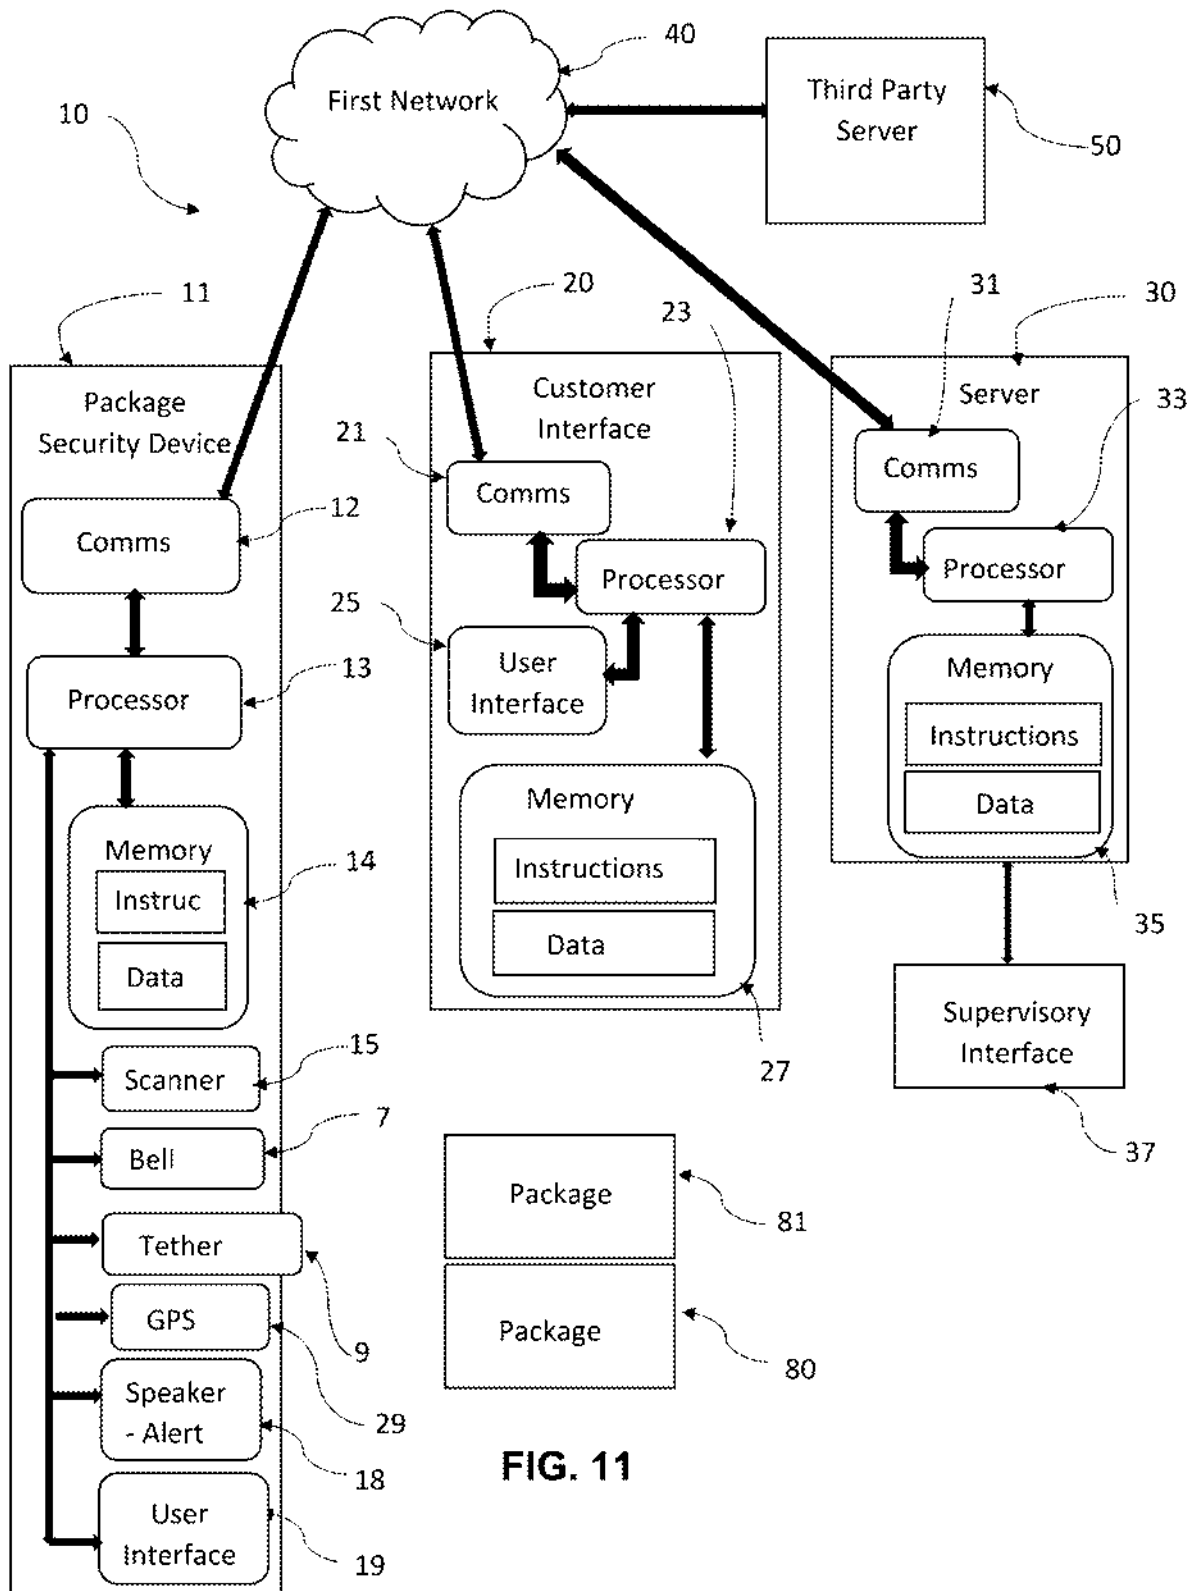 40
First Network
Third Party
Server
10
50
11
20
23
31
30
Package
Security Device
Customer
Interface
Server
33
21
Comms
Comms
12
Comms
Processor
Processor
25
User
Interface
13
Processor
Memory
Instructions
Data
Memory
Instructions
Data
Memory
Instruc
Data
14
35
27
Supervisory
Interface
37
15
Scanner
7
Bell
Package
81
Tether
9
GPS
29
Package
80
Speaker
- Alert
18
User
Interface
19
FIG. 11